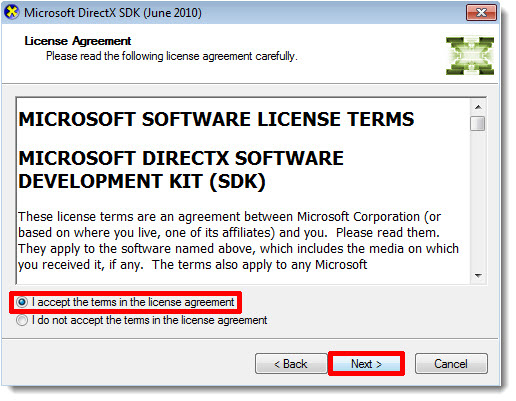 Microsoft DirectX SDK (June 2010)
License Agreement
Please read the following license agreement carefully.
MICROSOFT SOFTWARE LICENSE TERMS
MICROSOFT DIRECTX SOFTWARE
DEVELOPMENT KIT (SDK)
These license terms are an agreement between Microsoft Corporation (or
based on where you live, one of its affiliates) and you.  Please read them.
They apply to the software named above, which includes the media on which
you received it, if any.  The terms also apply to any Microsoft
I accept the terms in the license agreement
I do not accept the terms in the license agreement
< Back
Next >
Cancel